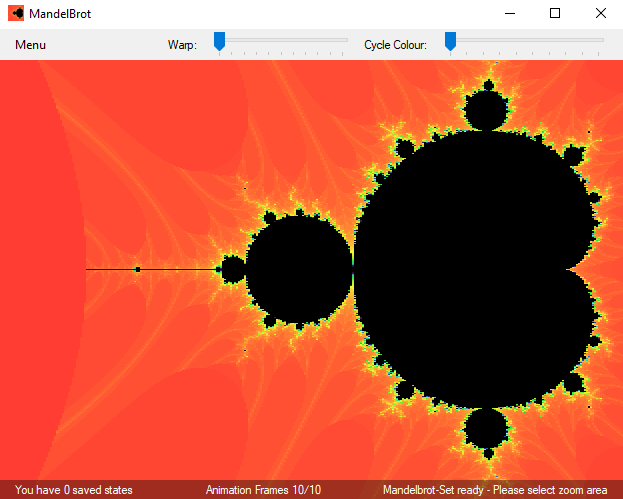 MandelBrot
Menu Warp: Cycle Colour:
You have 0 saved states Animation Frames 10/10 Mandelbrot-Set ready - Please select zoom area